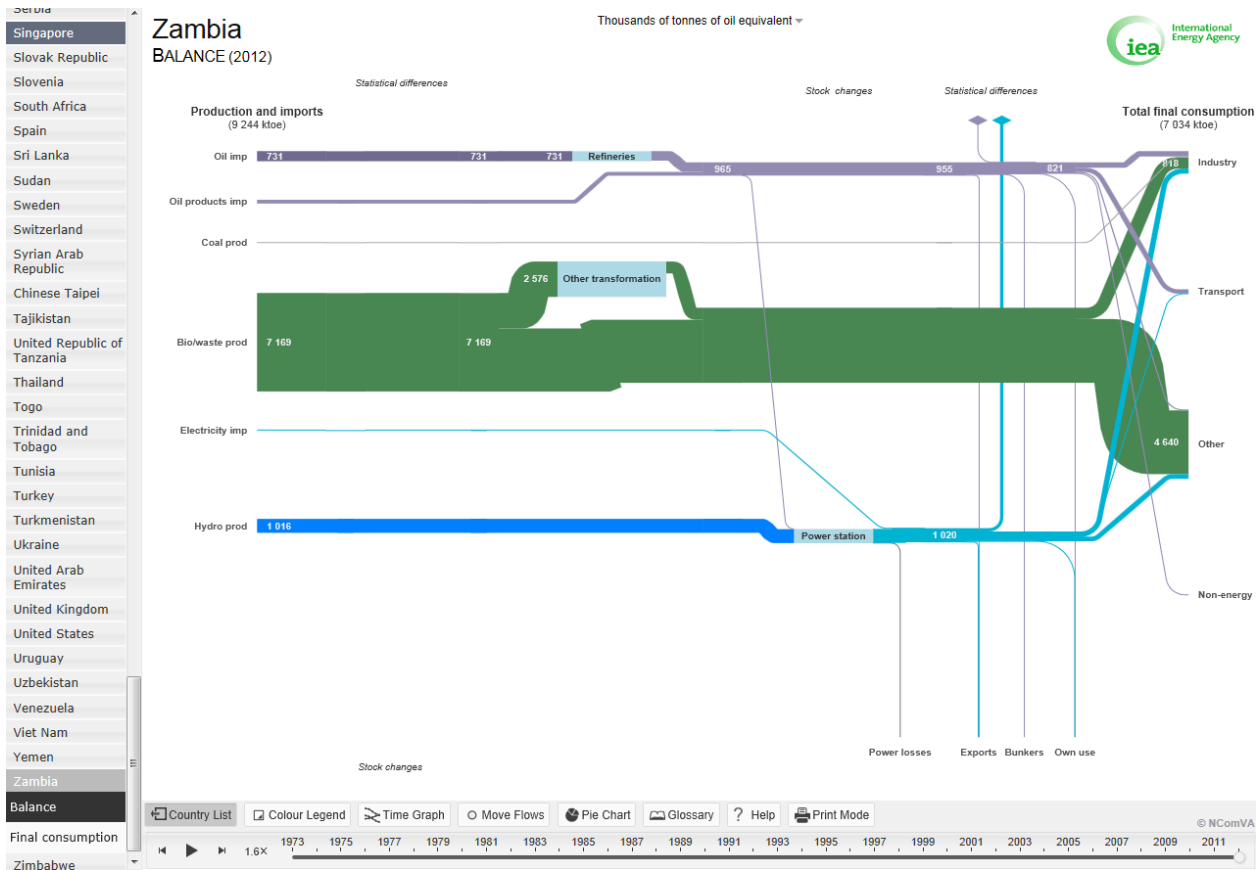 Serbia
Singapore
Slovak Republic
Slovenia
South Africa
Spain
Sri Lanka
Sudan
Sweden
Switzerland
Syrian Arab
Republic
Chinese Taipei
Tajikistan
United Republic of
Tanzania
Thailand
Togo
Trinidad and
Tobago
Tunisia
Turkey
Turkmenistan
Ukraine
United Arab
Emirates
United Kingdom
United States
Uruguay
Uzbekistan
Venezuela
Viet Nam
Yemen
Zambia
Balance
Final consumption
Zimbabwe
Zambia
BALANCE (2012)
Thousands of tonnes of oil equivalent
iea
International
Energy Agency
Statistical differences
Stock changes
Statistical differences
Production and imports
(9 244 ktoe)
Total final consumption
(7 034 ktoe)
Oil imp
731
731
731
Refineries
965
955
821
818
Industry
Oil products imp
Coal prod
2 576
Other transformation
Transport
Bio/waste prod
7 169
7 169
Electricity imp
4 640
Other
Hydro prod
1 016
Power station
1 020
Non-energy
Power losses
Exports
Bunkers
Own use
Stock changes
Country List
Colour Legend
Time Graph
Move Flows
Pie Chart
Glossary
? Help
Print Mode
© NComVA
1.6X
1973
1975
1977
1979
1981
1983
1985
1987
1989
1991
1993
1995
1997
1999
2001
2003
2005
2007
2009
2011